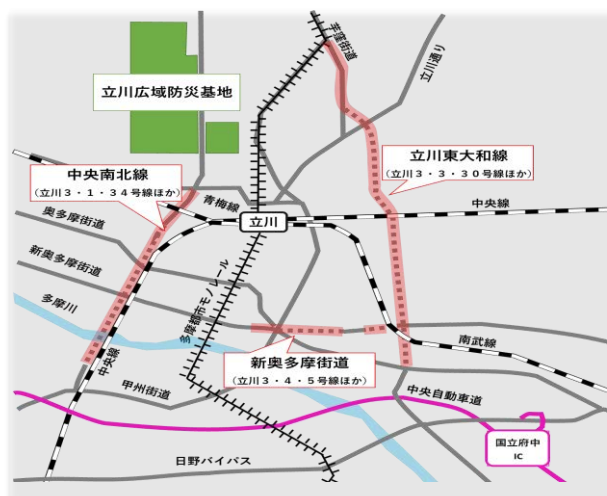 芋窪街道
立川通り
立川広域防災基地
中央南北線
（立川３・１・３４号線ほか）
立川東大和線
（立川３・３・３０号線ほか）
青梅線
中央線
立川
奥多摩街道
新奥多摩街道
多摩川
多摩都市モノレール
南武線
新奥多摩街道
（立川３・４・５号線ほか）
中央線
甲州街道
中央自動車道
国立府中
IC
日野バイパス